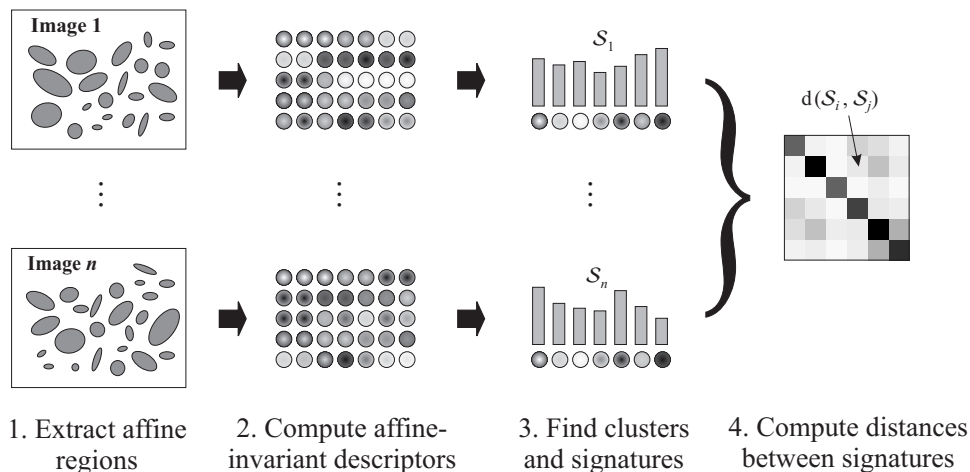 Image 1
S₁
d(Sᵢ, Sⱼ)
Image n
Sₙ
1. Extract affine
regions
2. Compute affine-
invariant descriptors
3. Find clusters
and signatures
4. Compute distances
between signatures